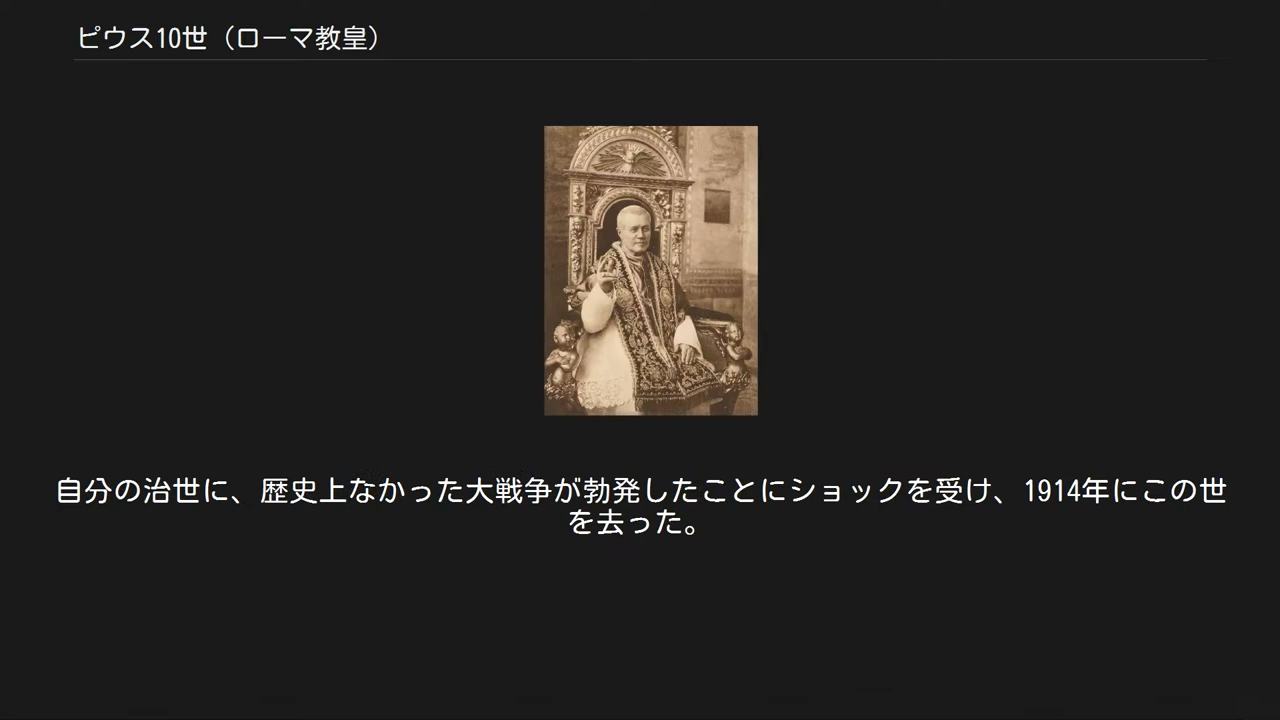 ピウス10世（ローマ教皇）
自分の治世に、歴史上なかった大戦争が勃発したことにショックを受け、1914年にこの世
を去った。